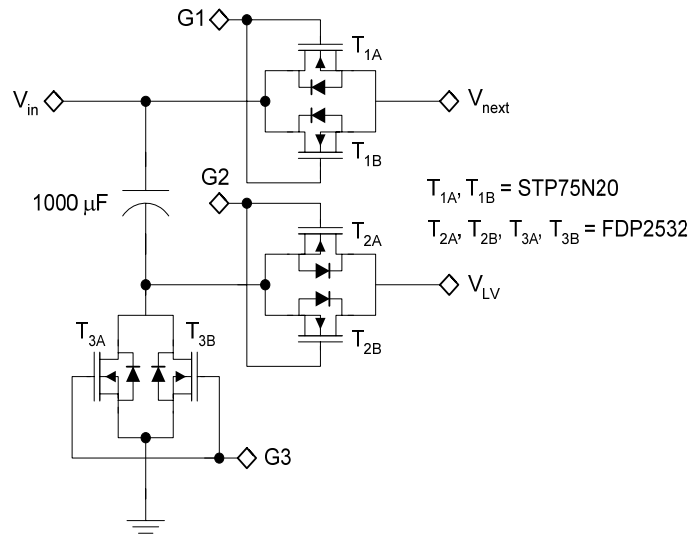 G1
T1A
Vin
Vnext
T1B
1000 μF
G2
T1A, T1B = STP75N20
T2A
T2A, T2B, T3A, T3B = FDP2532
VLV
T3A
T3B
T2B
G3